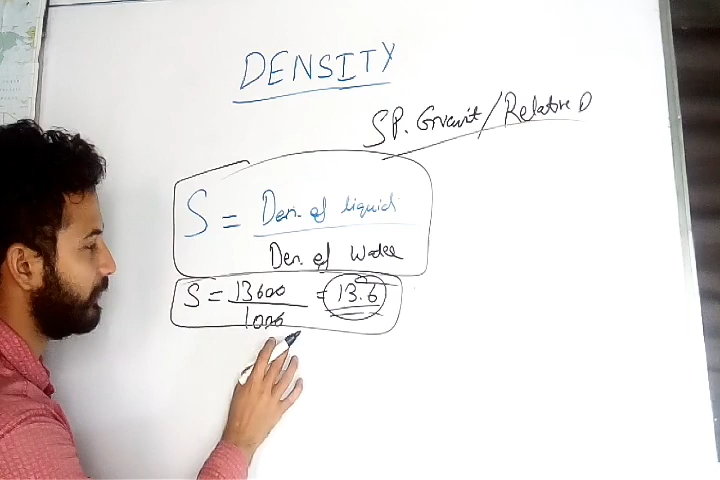 DENSITY
SP. Gravit/Relative D
S = Den. of liquid
Den. of Water
S = 13600 = 13.6
1000